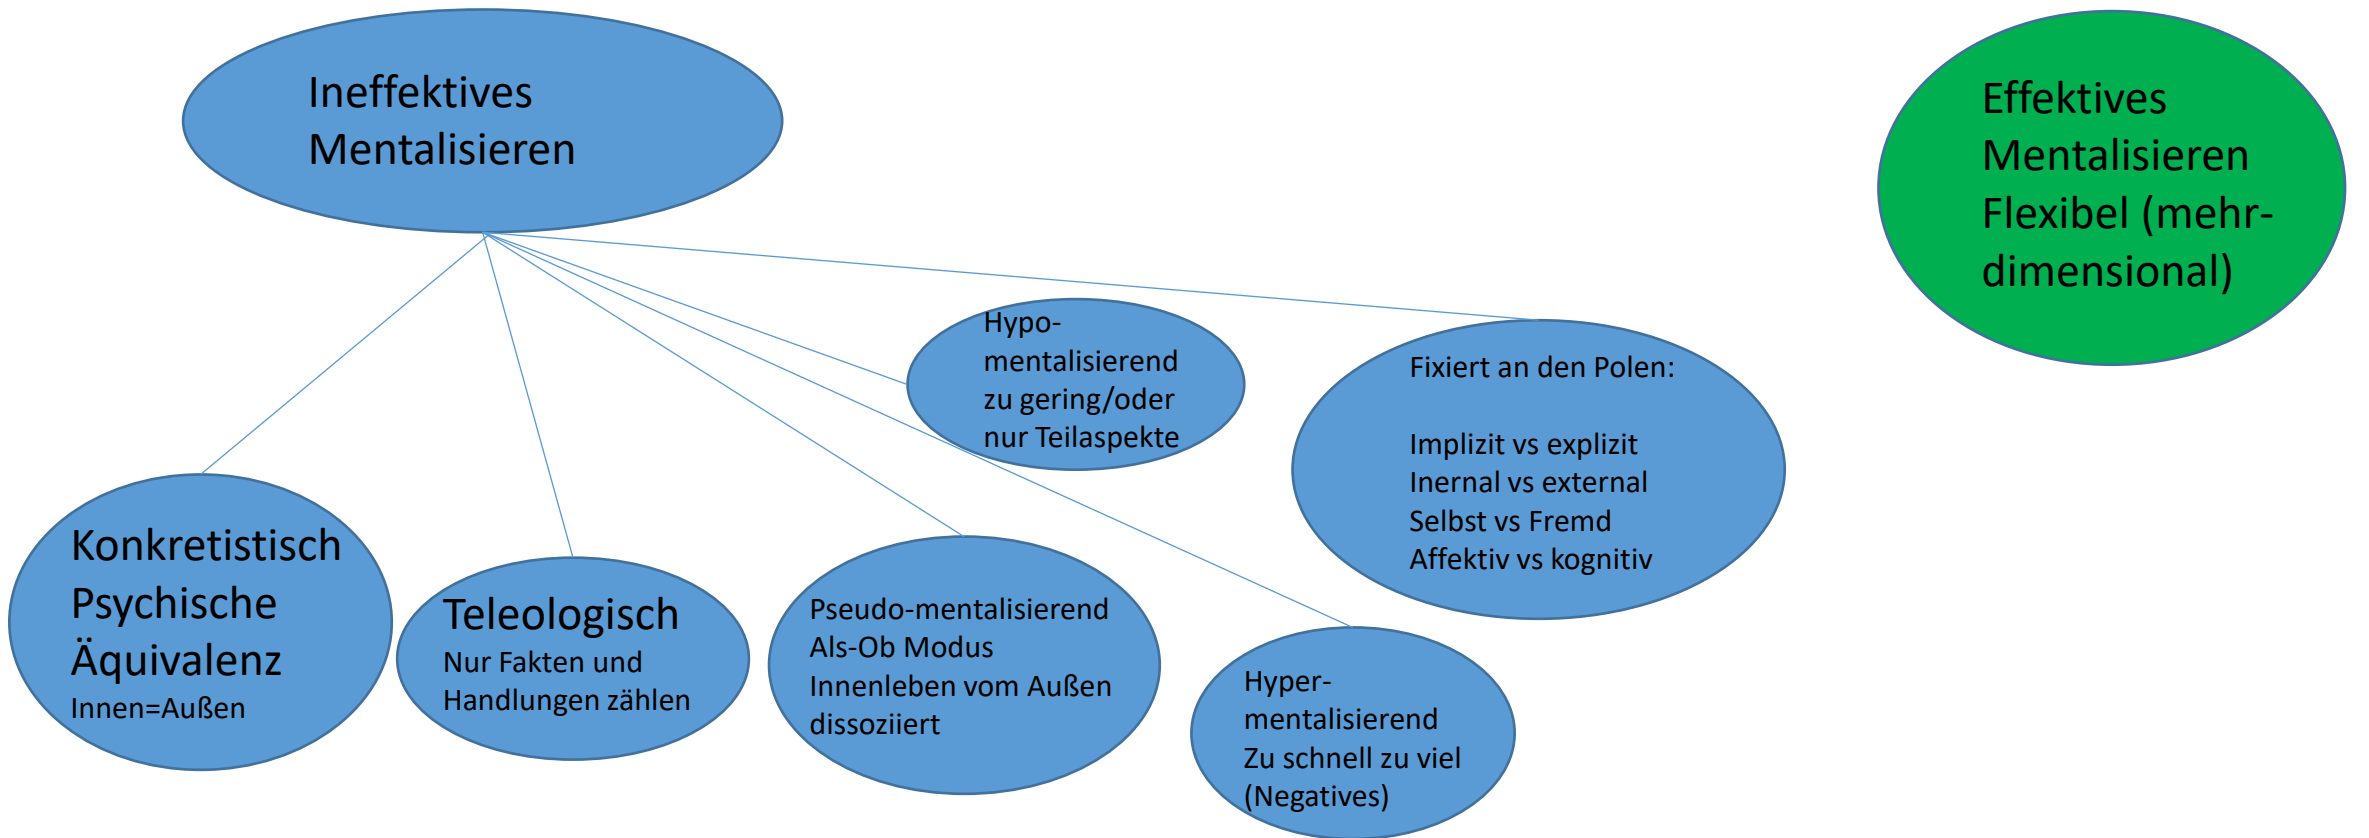 Ineffektives
Mentalisieren
Effektives
Mentalisieren
Flexibel (mehr-
dimensional)
Hypo-
mentalisierend
zu gering/oder
nur Teilaspekte
Fixiert an den Polen:
Implizit vs explizit
Inernal vs external
Selbst vs Fremd
Affektiv vs kognitiv
Konkretistisch
Psychische
Äquivalenz
Innen=Außen
Teleologisch
Nur Fakten und
Handlungen zählen
Pseudo-mentalisierend
Als-Ob Modus
Innenleben vom Außen
dissoziiert
Hyper-
mentalisierend
Zu schnell zu viel
(Negatives)